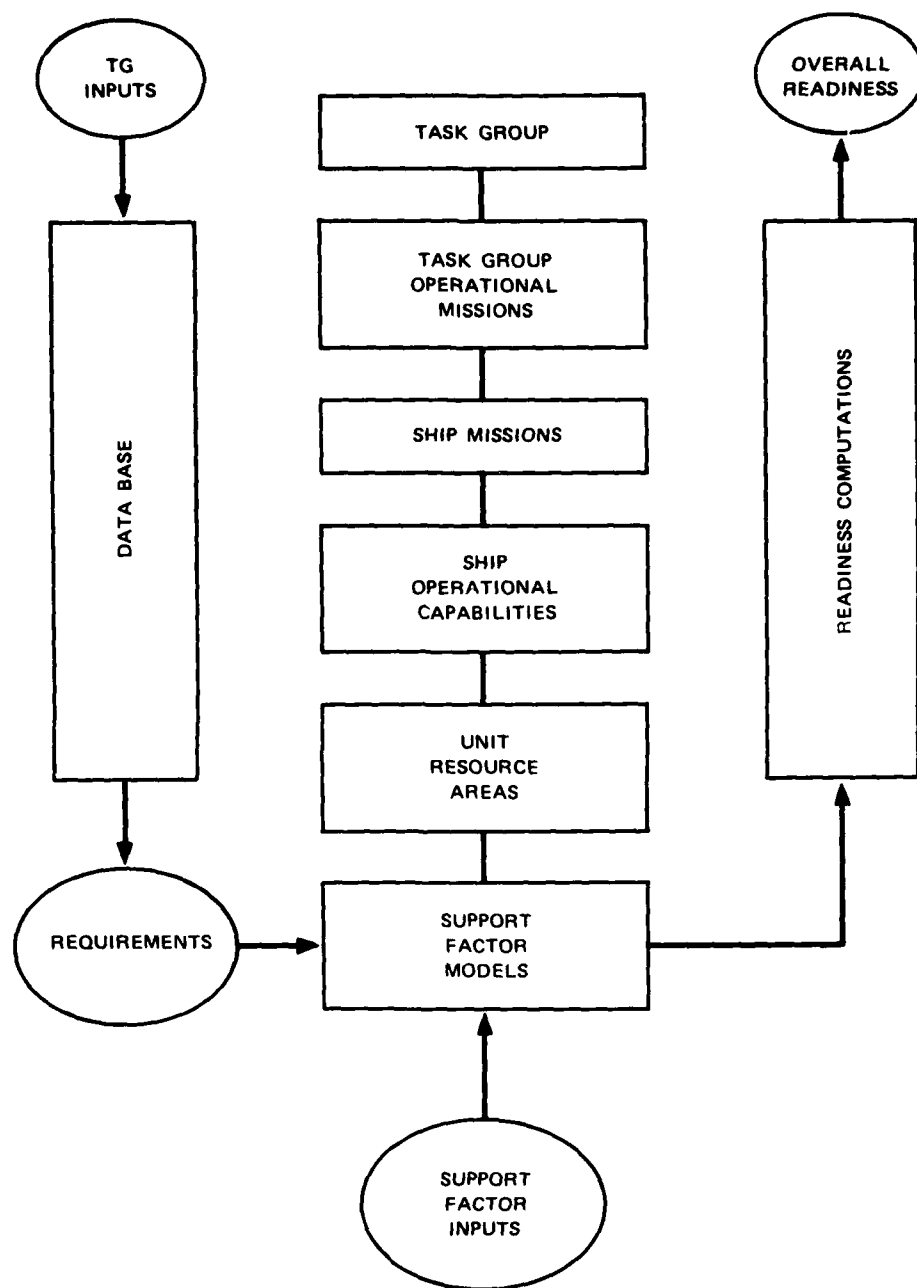 TG
INPUTS
OVERALL
READINESS
TASK GROUP
TASK GROUP
OPERATIONAL
MISSIONS
SHIP MISSIONS
DATA BASE
READINESS COMPUTATIONS
SHIP
OPERATIONAL
CAPABILITIES
UNIT
RESOURCE
AREAS
REQUIREMENTS
SUPPORT
FACTOR
MODELS
SUPPORT
FACTOR
INPUTS